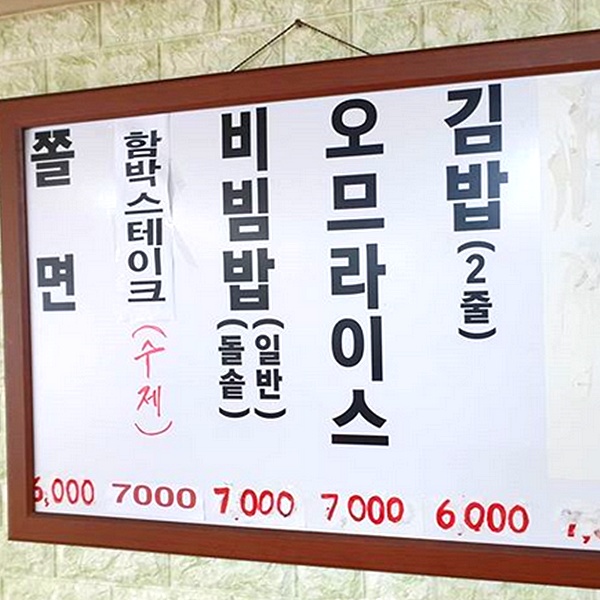 쫄면
함박스테이크
(수제)
비빔밥
(돌솥)
(일반)
오므라이스
김밥
(2줄)
6,000
7000
7.000
7000
6000